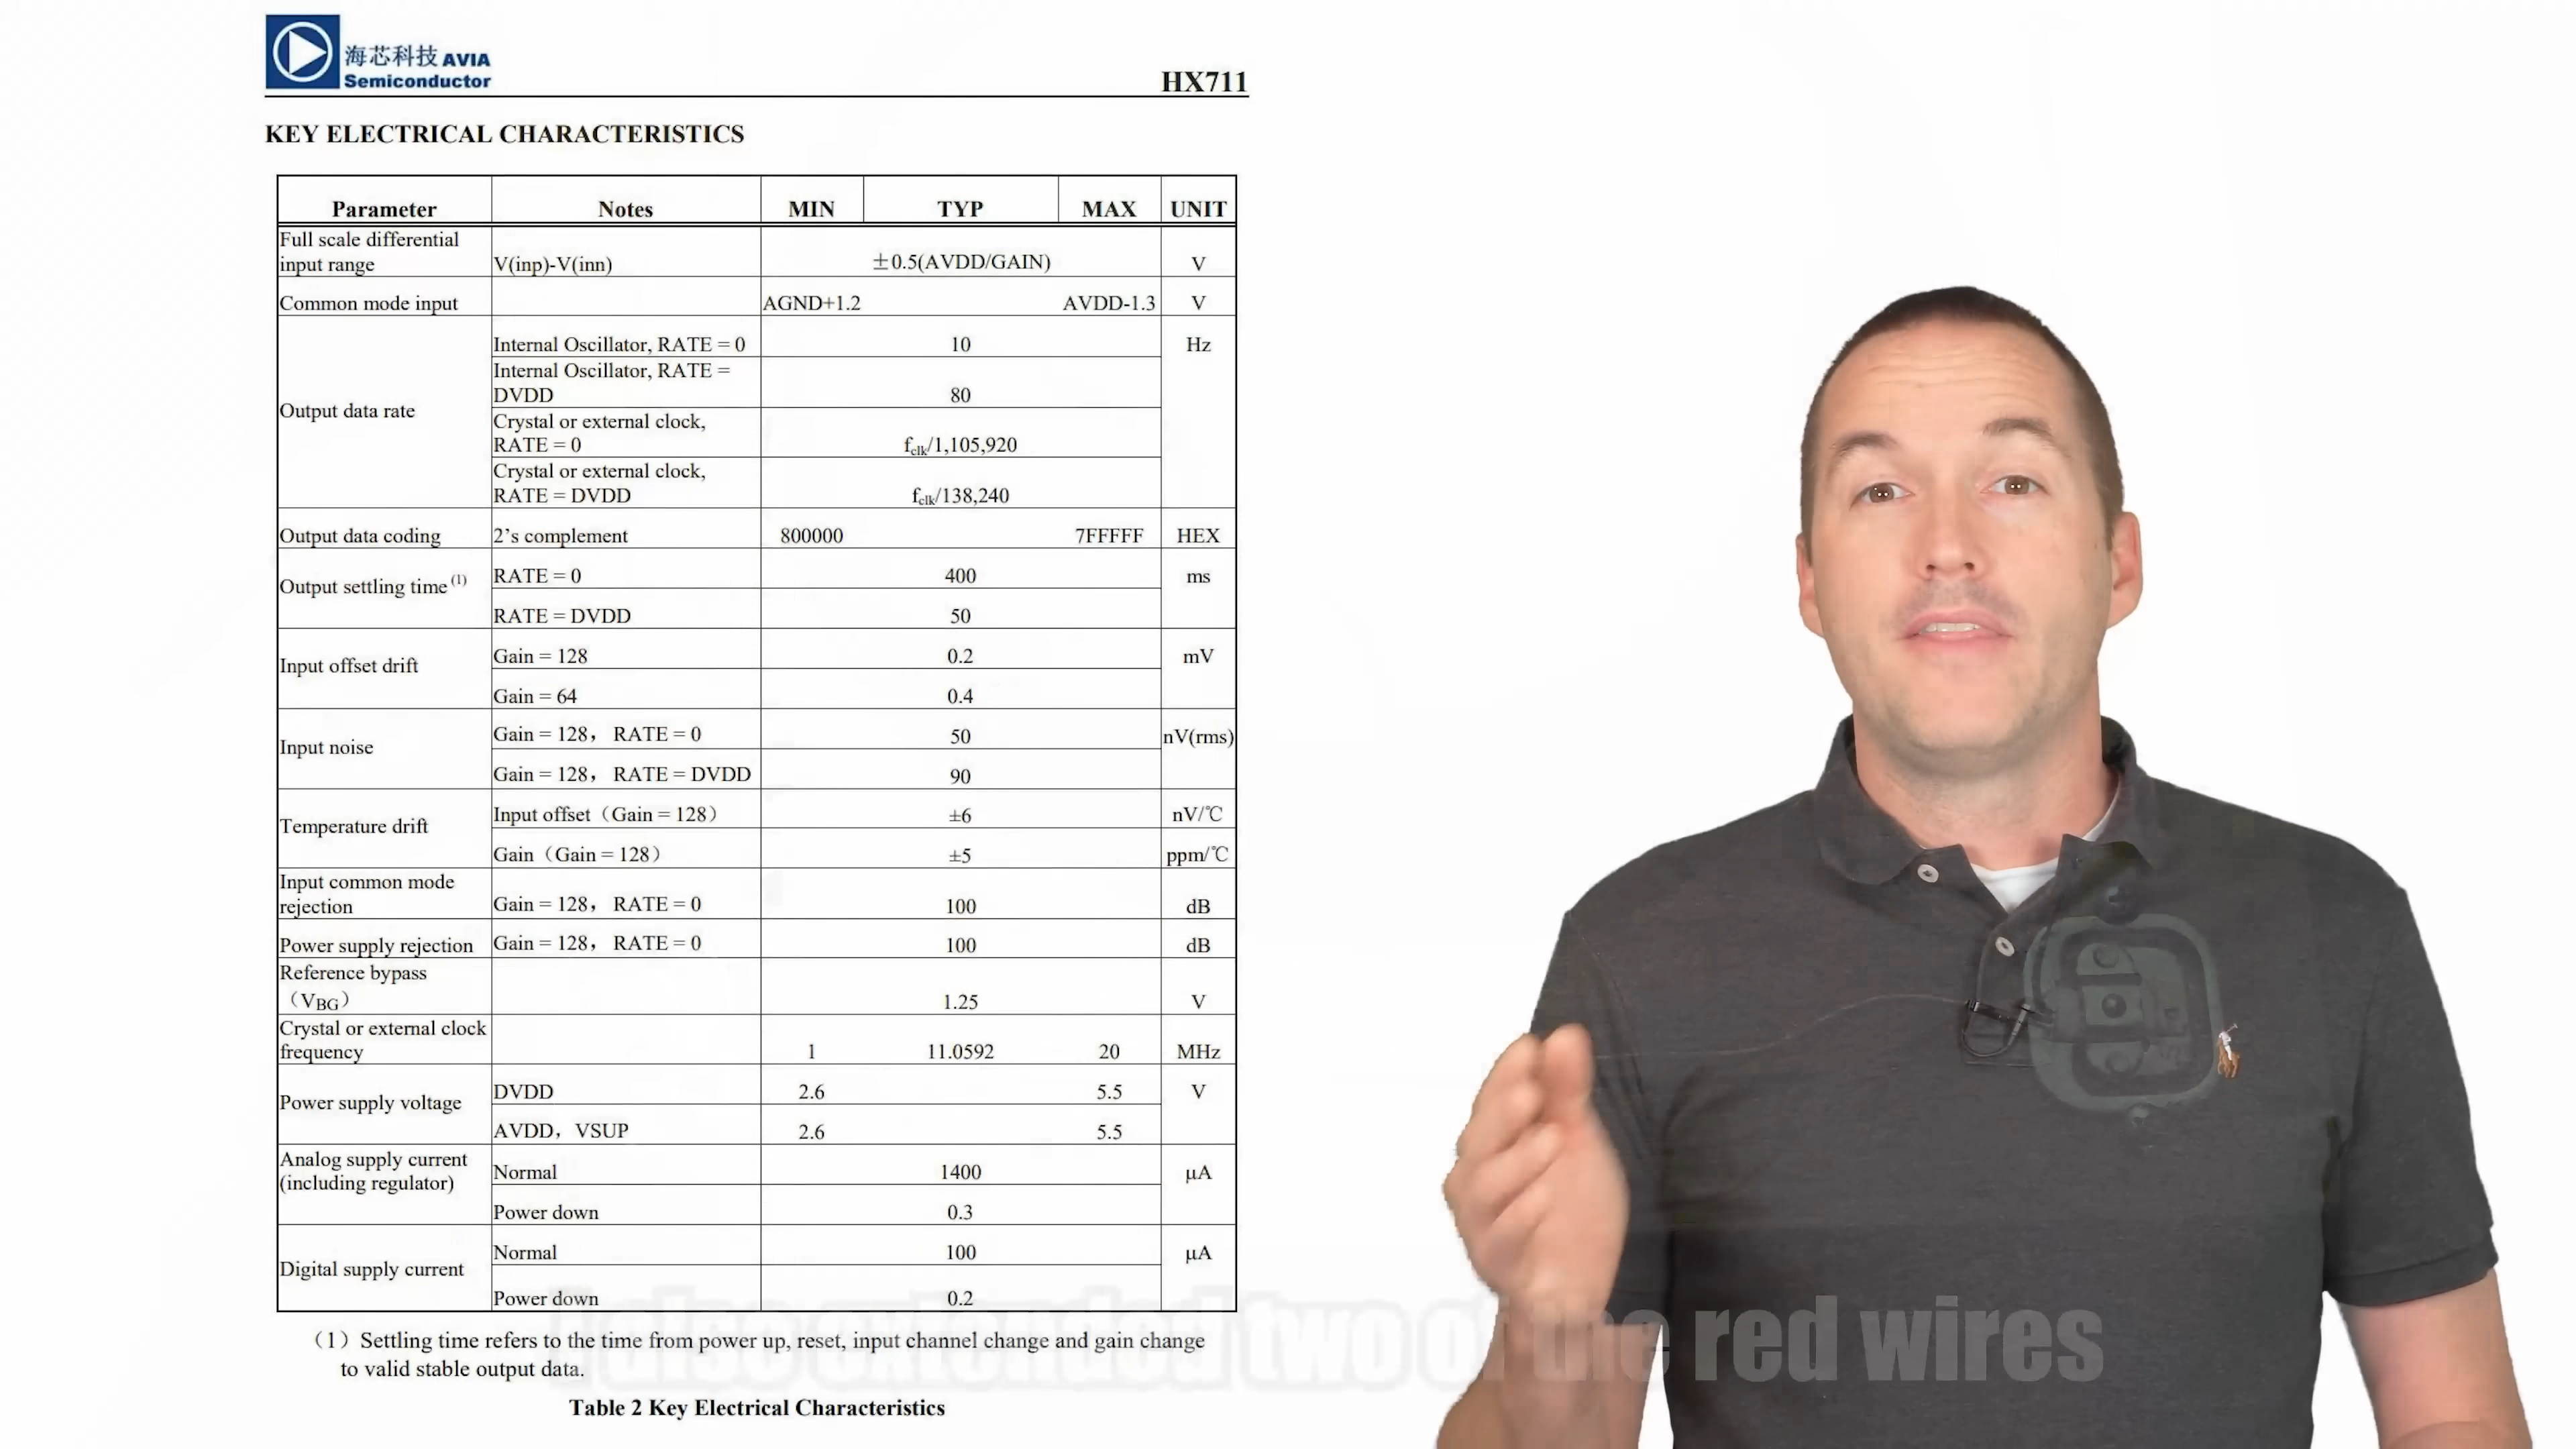 海芯科技 AVIA
Semiconductor
HX711
KEY ELECTRICAL CHARACTERISTICS
Parameter Notes MIN TYP MAX UNIT
Full scale differential
input range V(inp)-V(inn) ±0.5(AVDD/GAIN) V
Common mode input AGND+1.2 AVDD-1.3 V
Output data rate
Internal Oscillator, RATE = 0 10 Hz
Internal Oscillator, RATE =
DVDD 80
Crystal or external clock,
RATE = 0 fclk/1,105,920
Crystal or external clock,
RATE = DVDD fclk/138,240
Output data coding 2's complement 800000 7FFFFF HEX
Output settling time (1) RATE = 0 400 ms
RATE = DVDD 50
Input offset drift Gain = 128 0.2 mV
Gain = 64 0.4
Input noise Gain = 128， RATE = 0 50 nV(rms)
Gain = 128， RATE = DVDD 90
Temperature drift Input offset（Gain = 128） ±6 nV/℃
Gain（Gain = 128） ±5 ppm/℃
Input common mode
rejection Gain = 128， RATE = 0 100 dB
Power supply rejection Gain = 128， RATE = 0 100 dB
Reference bypass
（VBG） 1.25 V
Crystal or external clock
frequency 1 11.0592 20 MHz
Power supply voltage DVDD 2.6 5.5 V
AVDD，VSUP 2.6 5.5
Analog supply current
(including regulator) Normal 1400 μA
Power down 0.3
Digital supply current Normal 100 μA
Power down 0.2
（1）Settling time refers to the time from power up, reset, input channel change and gain change
to valid stable output data.
Table 2 Key Electrical Characteristics
I also extended two of the red wires